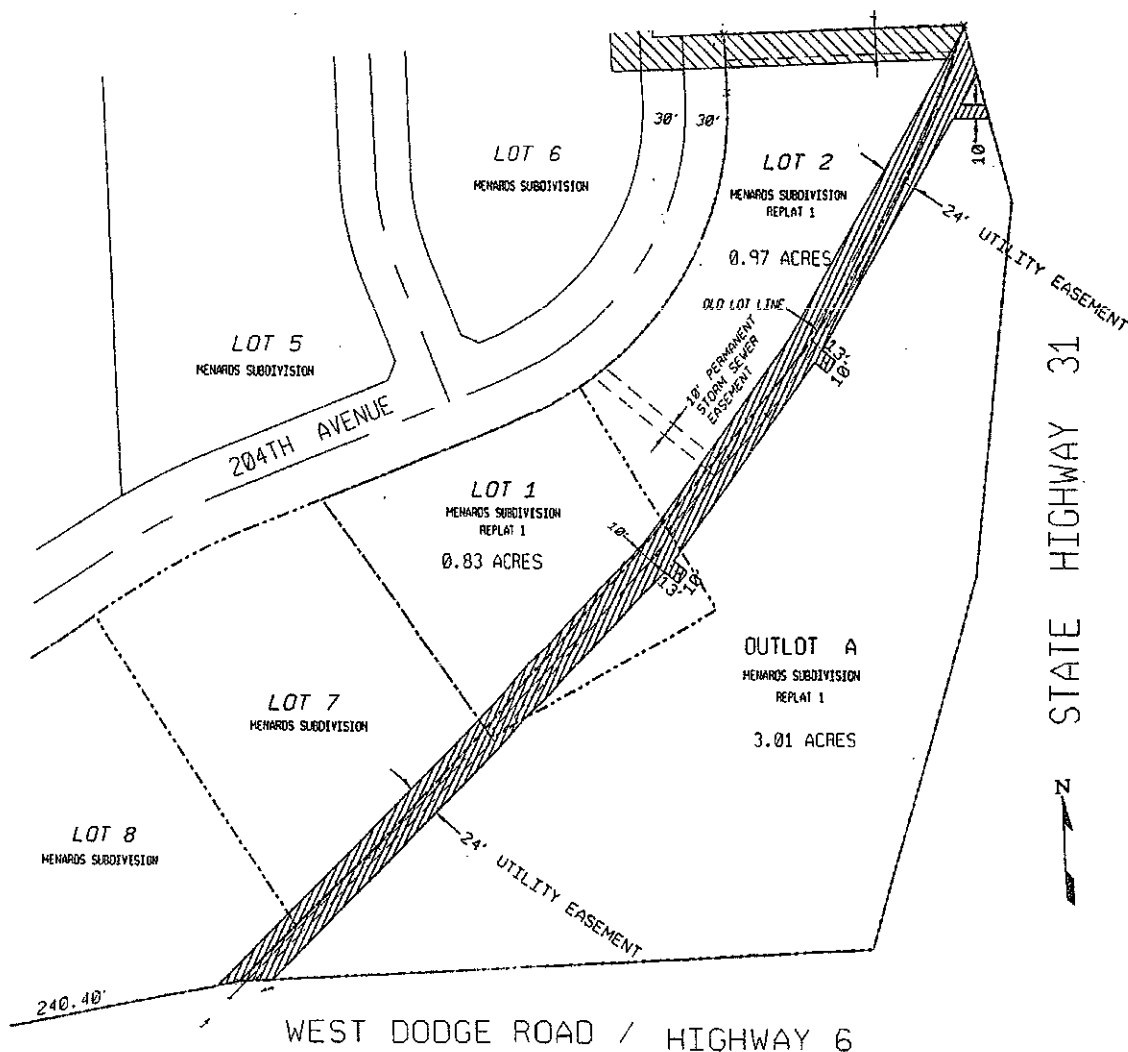 30' 30'
LOT 6
MENARDS SUBDIVISION
LOT 2
MENARDS SUBDIVISION
REPLAT 1
0.97 ACRES
10'
24' UTILITY EASEMENT
OLD LOT LINE
13'
10'
10' PERMANENT
STORM SEWER
EASEMENT
LOT 5
MENARDS SUBDIVISION
204TH AVENUE
LOT 1
MENARDS SUBDIVISION
REPLAT 1
0.83 ACRES
10'
13'
10'
STATE HIGHWAY 31
OUTLOT A
MENARDS SUBDIVISION
REPLAT 1
3.01 ACRES
LOT 7
MENARDS SUBDIVISION
N
LOT 8
MENARDS SUBDIVISION
24' UTILITY EASEMENT
240.40'
WEST DODGE ROAD / HIGHWAY 6